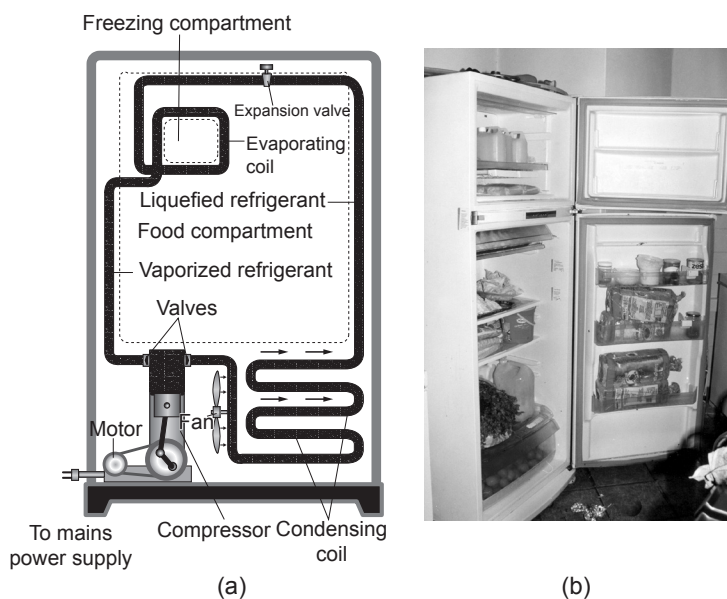 Freezing compartment
Expansion valve
Evaporating
coil
Liquefied refrigerant
Food compartment
Vaporized refrigerant
Valves
Fan
Motor
To mains
power supply
Compressor
Condensing
coil
(a)
(b)